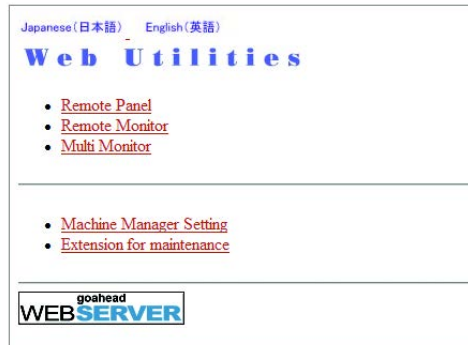 Japanese(日本語) English(英語)
Web Utilities
Remote Panel
Remote Monitor
Multi Monitor
Machine Manager Setting
Extension for maintenance
goahead
WEBSERVER